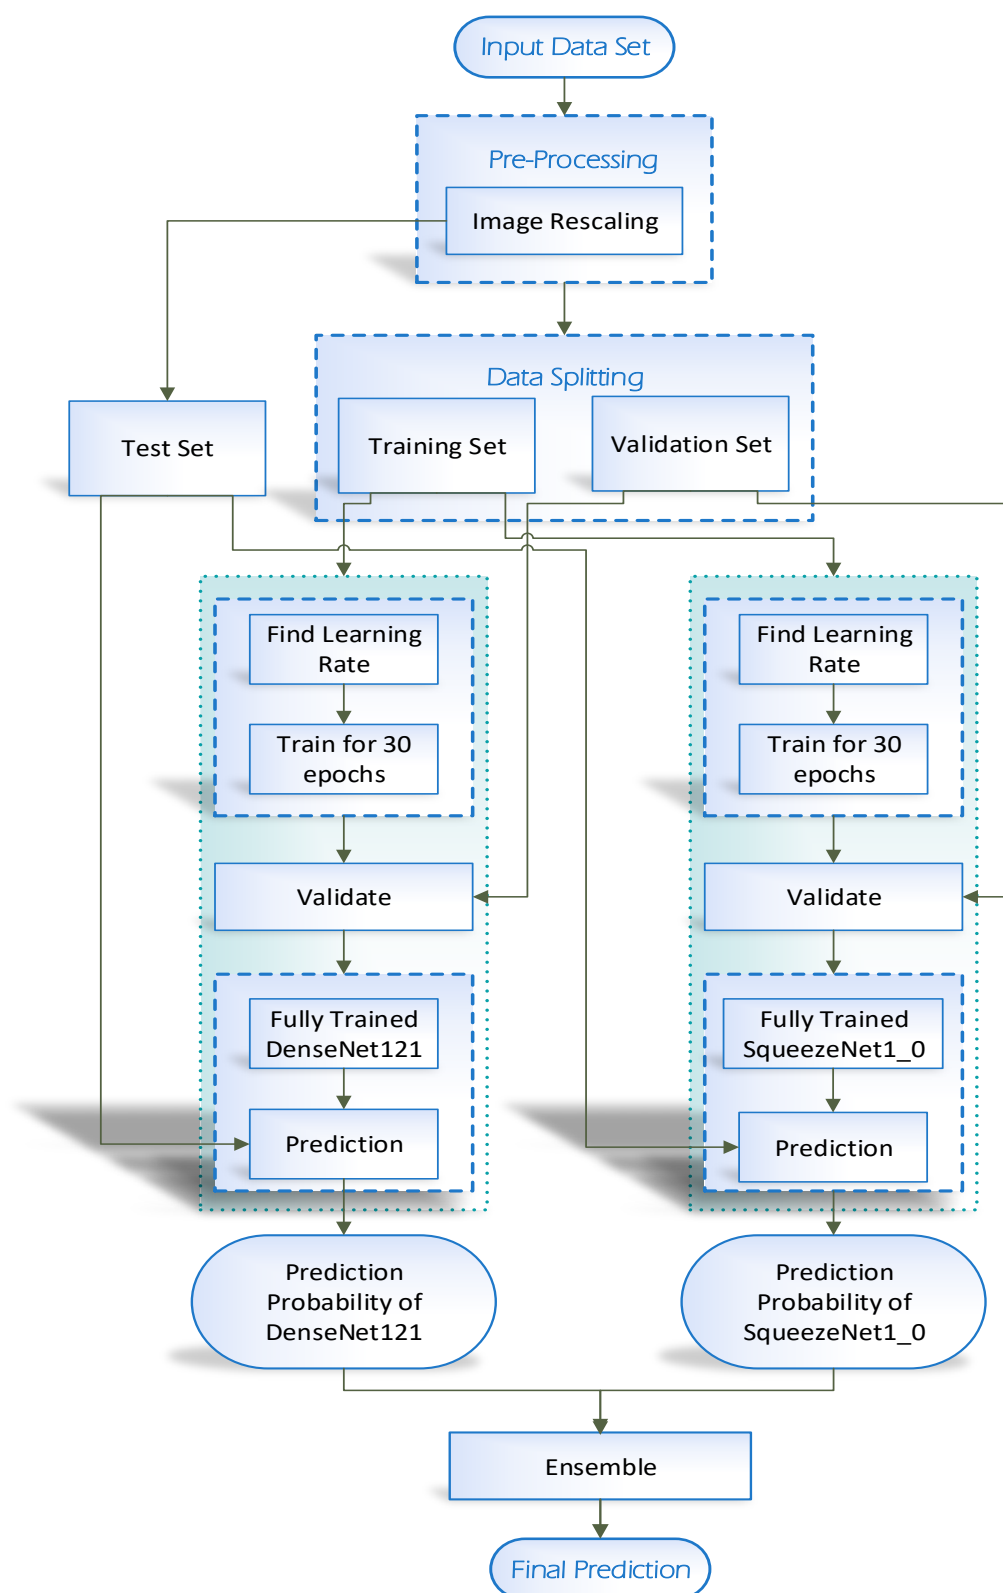 Input Data Set
Pre-Processing
Image Rescaling
Data Splitting
Test Set
Training Set
Validation Set
Find Learning
Rate
Train for 30
epochs
Validate
Fully Trained
DenseNet121
Prediction
Prediction
Probability of
DenseNet121
Find Learning
Rate
Train for 30
epochs
Validate
Fully Trained
SqueezeNet1_0
Prediction
Prediction
Probability of
SqueezeNet1_0
Ensemble
Final Prediction